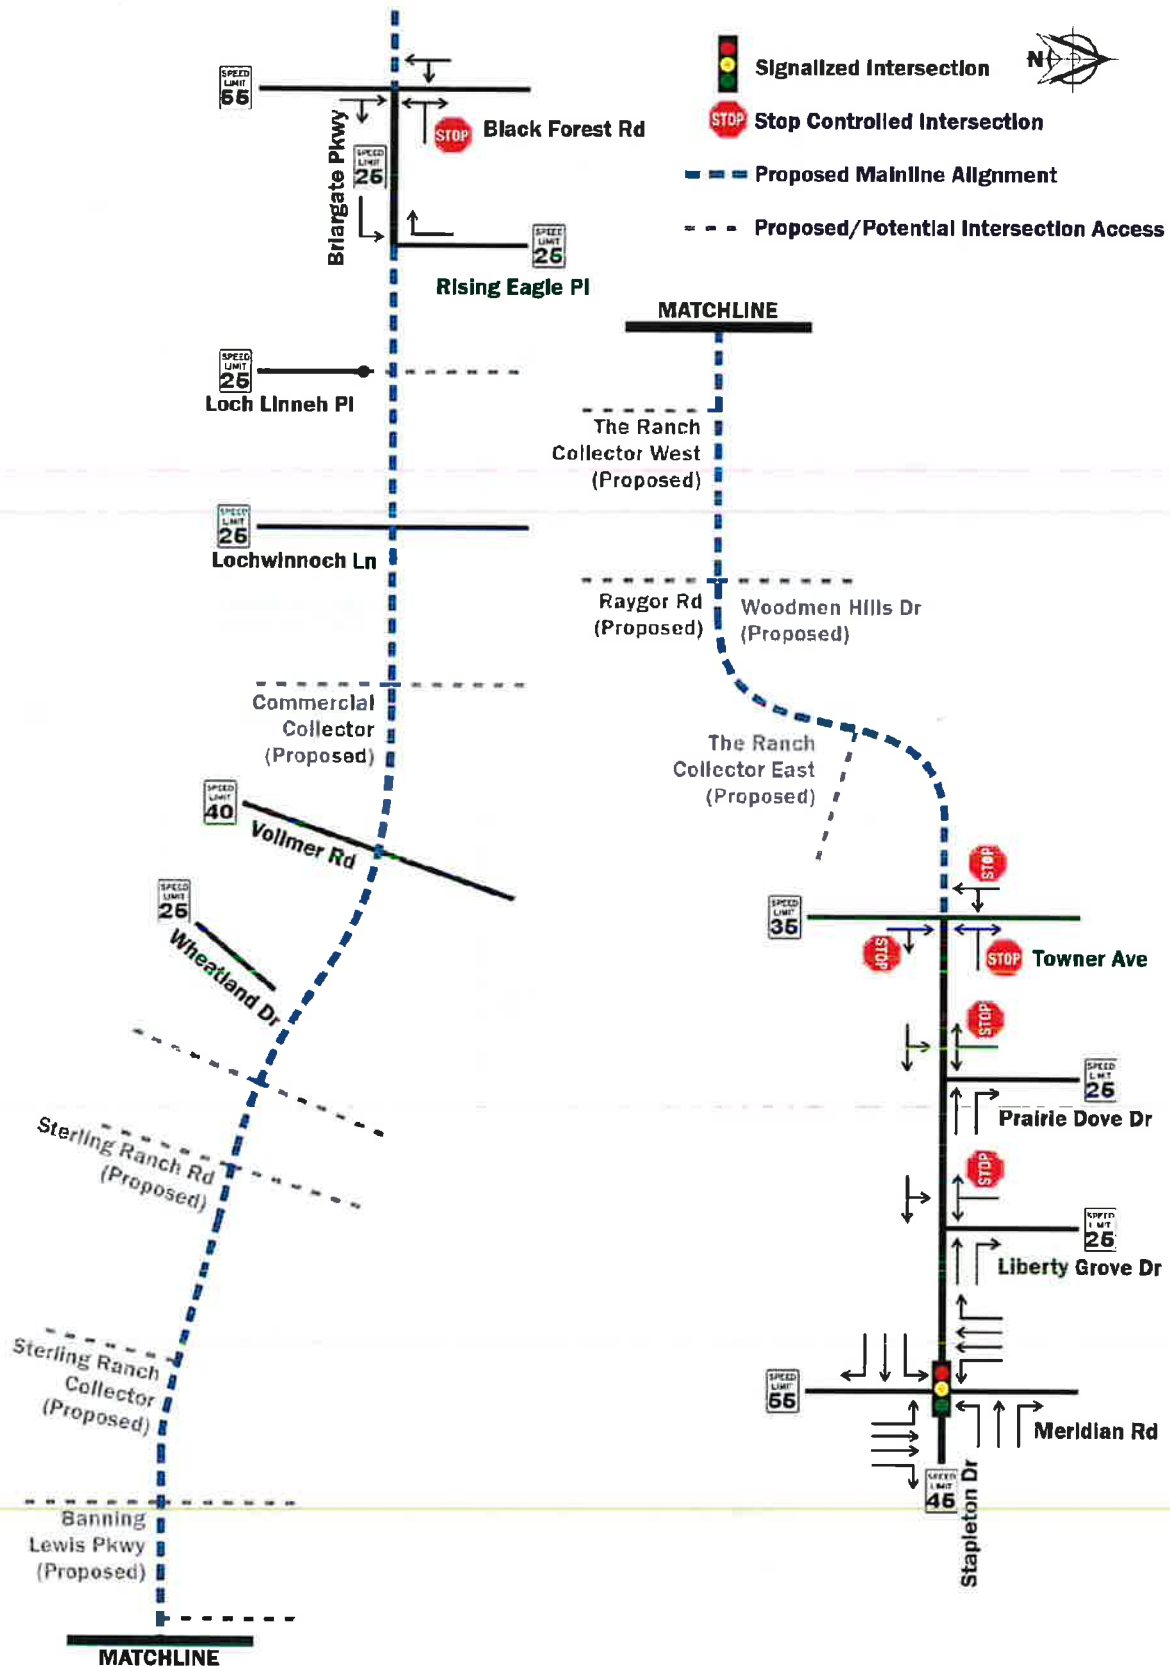 Signalized Intersection
N
STOP
Stop Controlled Intersection
Proposed Mainline Alignment
Proposed/Potential Intersection Access
SPEED
LIMIT
55
Briargate Pkwy
STOP
Black Forest Rd
SPEED
LIMIT
25
SPEED
LIMIT
25
Rising Eagle Pl
SPEED
LIMIT
25
Loch Linneh Pl
SPEED
LIMIT
25
Lochwinnoch Ln
Commercial
Collector
(Proposed)
SPEED
LIMIT
40
Vollmer Rd
SPEED
LIMIT
25
Wheatland Dr
Sterling Ranch Rd
(Proposed)
Sterling Ranch
Collector
(Proposed)
Banning
Lewis Pkwy
(Proposed)
MATCHLINE
MATCHLINE
The Ranch
Collector West
(Proposed)
Raygor Rd
(Proposed)
Woodmen Hills Dr
(Proposed)
The Ranch
Collector East
(Proposed)
STOP
SPEED
LIMIT
35
STOP
STOP
Towner Ave
STOP
SPEED
LIMIT
25
Prairie Dove Dr
STOP
SPEED
LIMIT
25
Liberty Grove Dr
SPEED
LIMIT
55
Meridian Rd
SPEED
LIMIT
45
Stapleton Dr